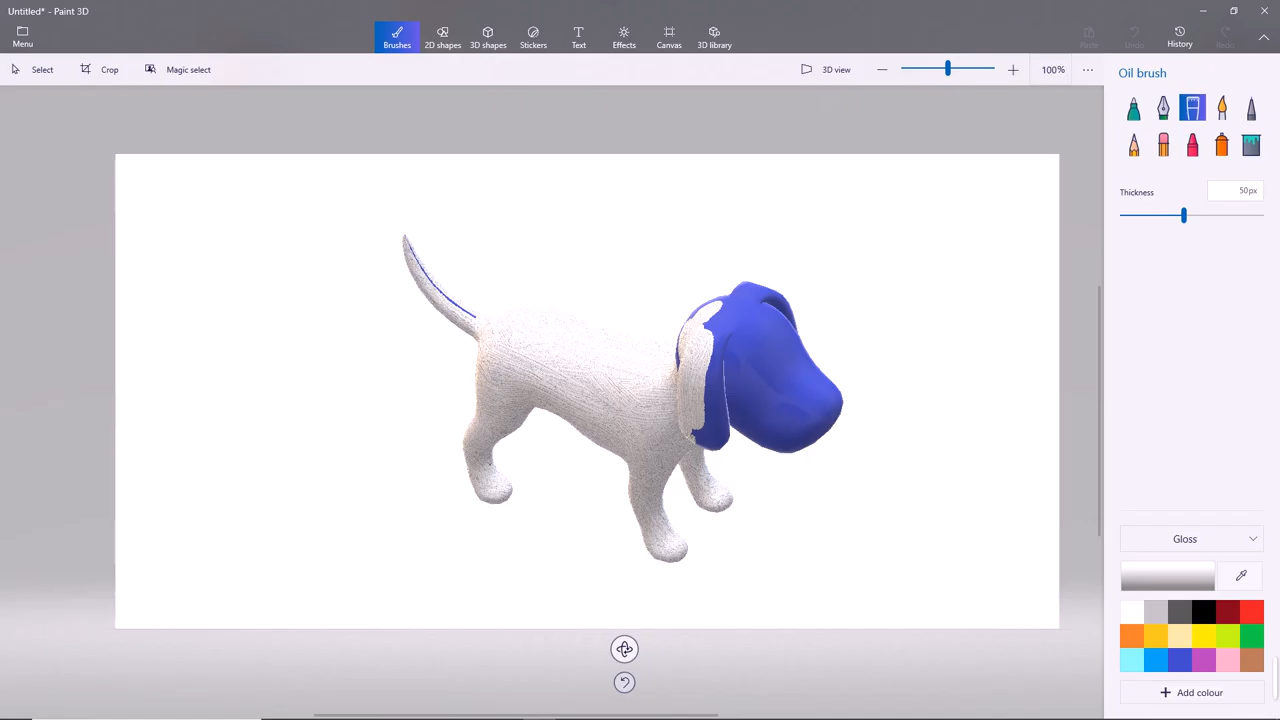 Untitled* - Paint 3D
Menu
Brushes
2D shapes
3D shapes
Stickers
Text
Effects
Canvas
3D library
Paste
Undo
History
Redo
Select
Crop
Magic select
3D view
100%
Oil brush
Thickness
50px
Gloss
Add colour